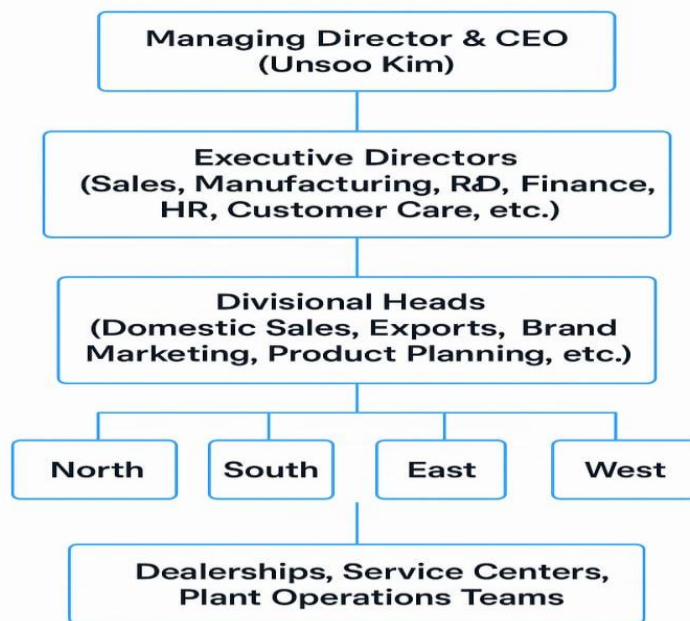 Managing Director & CEO
(Unsoo Kim)
Executive Directors
(Sales, Manufacturing, R&D, Finance,
HR, Customer Care, etc.)
Divisional Heads
(Domestic Sales, Exports, Brand
Marketing, Product Planning, etc.)
North South East West
Dealerships, Service Centers,
Plant Operations Teams